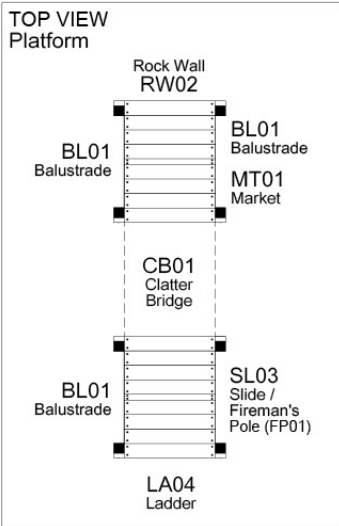 TOP VIEW
Platform
Rock Wall
RW02
BL01
Balustrade
BL01
Balustrade
MT01
Market
CB01
Clatter
Bridge
BL01
Balustrade
SL03
Slide /
Fireman's
Pole (FP01)
LA04
Ladder